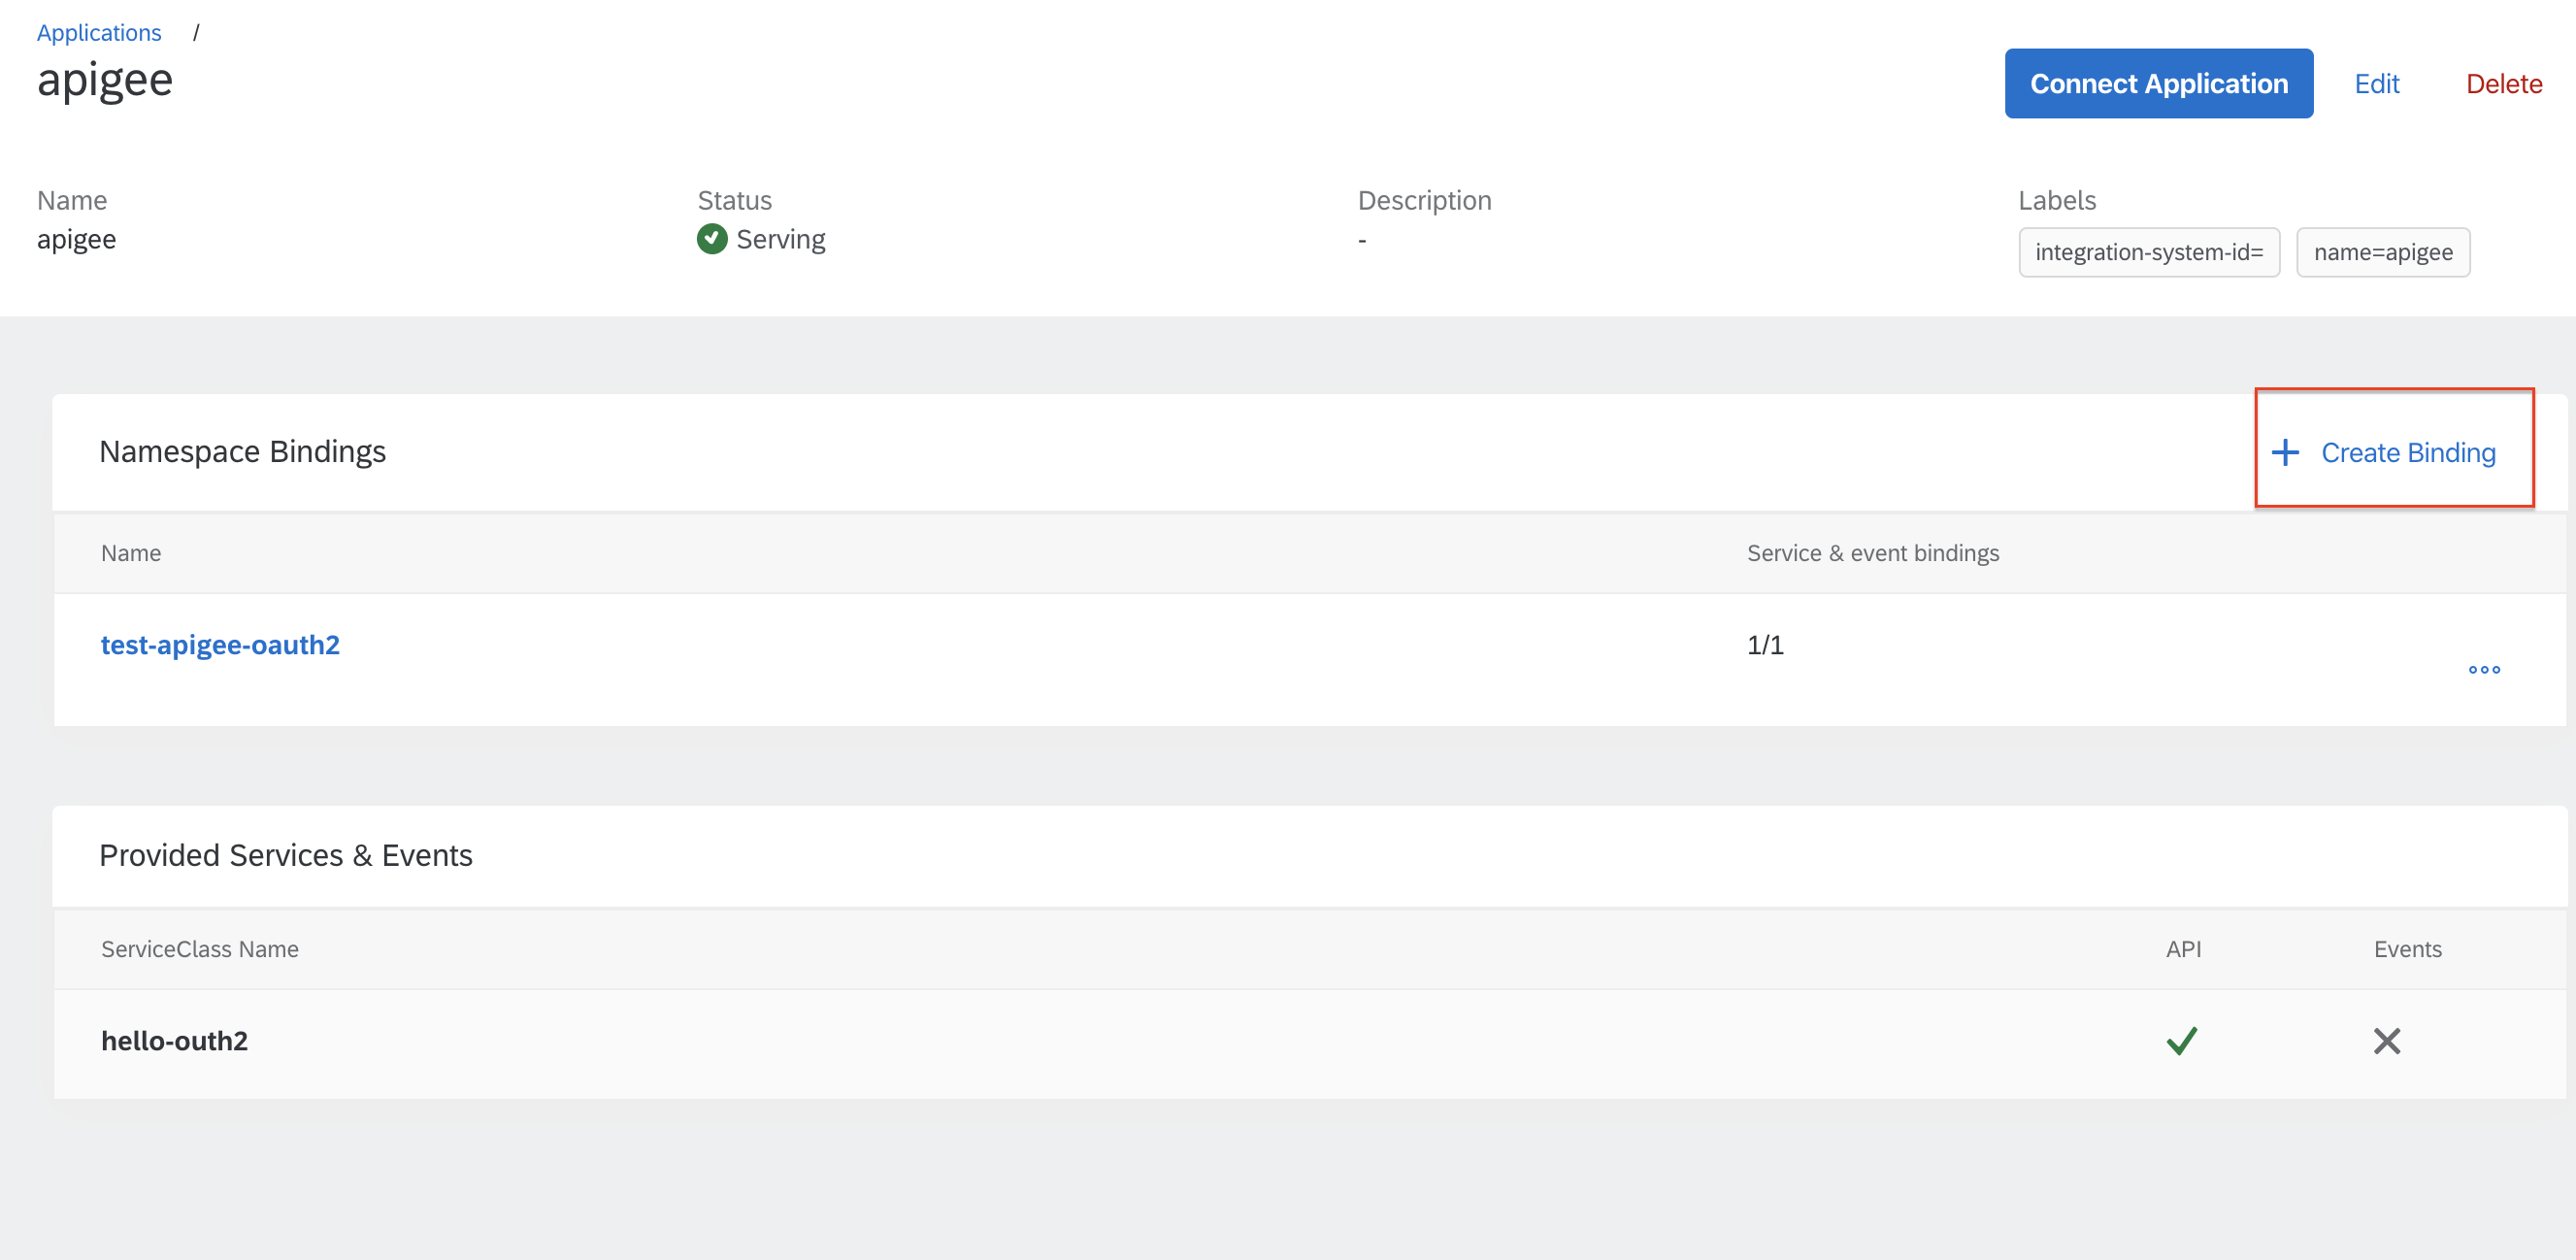 Applications /
apigee
Connect Application Edit Delete
Name Status Description Labels
apigee Serving - integration-system-id= name=apigee
Namespace Bindings + Create Binding
Name Service & event bindings
test-apigee-oauth2 1/1
Provided Services & Events
ServiceClass Name API Events
hello-outh2